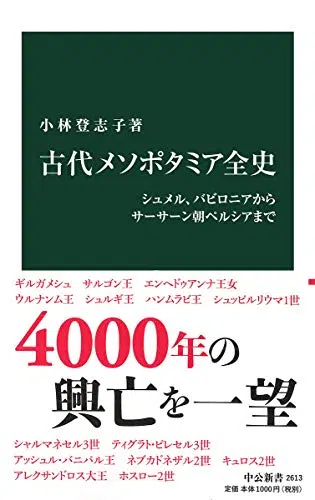 小林登志子著
古代メソポタミア全史
シュメル、バビロニアから
サーサーン朝ペルシアまで
ギルガメシュ　サルゴン王　エンヘドゥアンナ王女
ウルナンム王　シュルギ王　ハンムラビ王　シュッピルリウマ1世
4000年の
興亡を一望
シャルマネセル3世　ティグラト・ピレセル3世
アッシュル・バニパル王　ネブカドネザル2世　キュロス2世
アレクサンドロス大王　ホスロー2世
中公新書 2613
定価 本体1000円（税別）